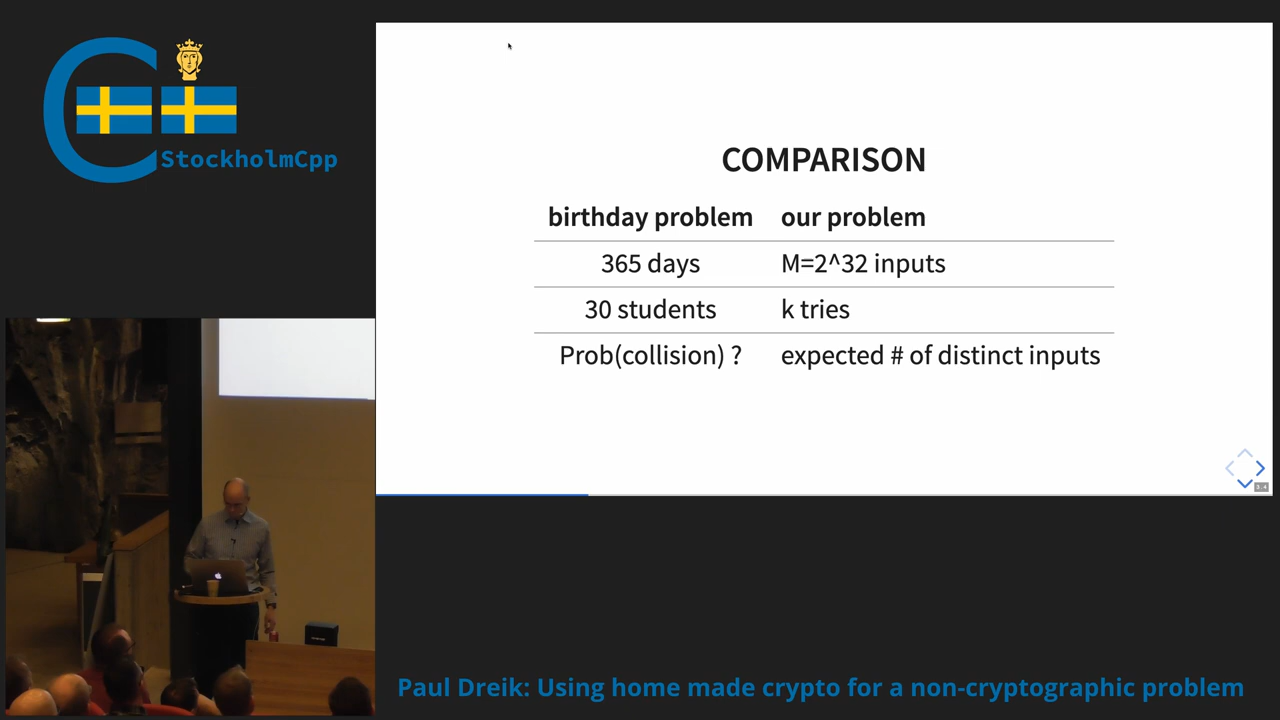 StockholmCpp
COMPARISON
birthday problem our problem
365 days M=2^32 inputs
30 students k tries
Prob(collision) ? expected # of distinct inputs
Paul Dreik: Using home made crypto for a non-cryptographic problem